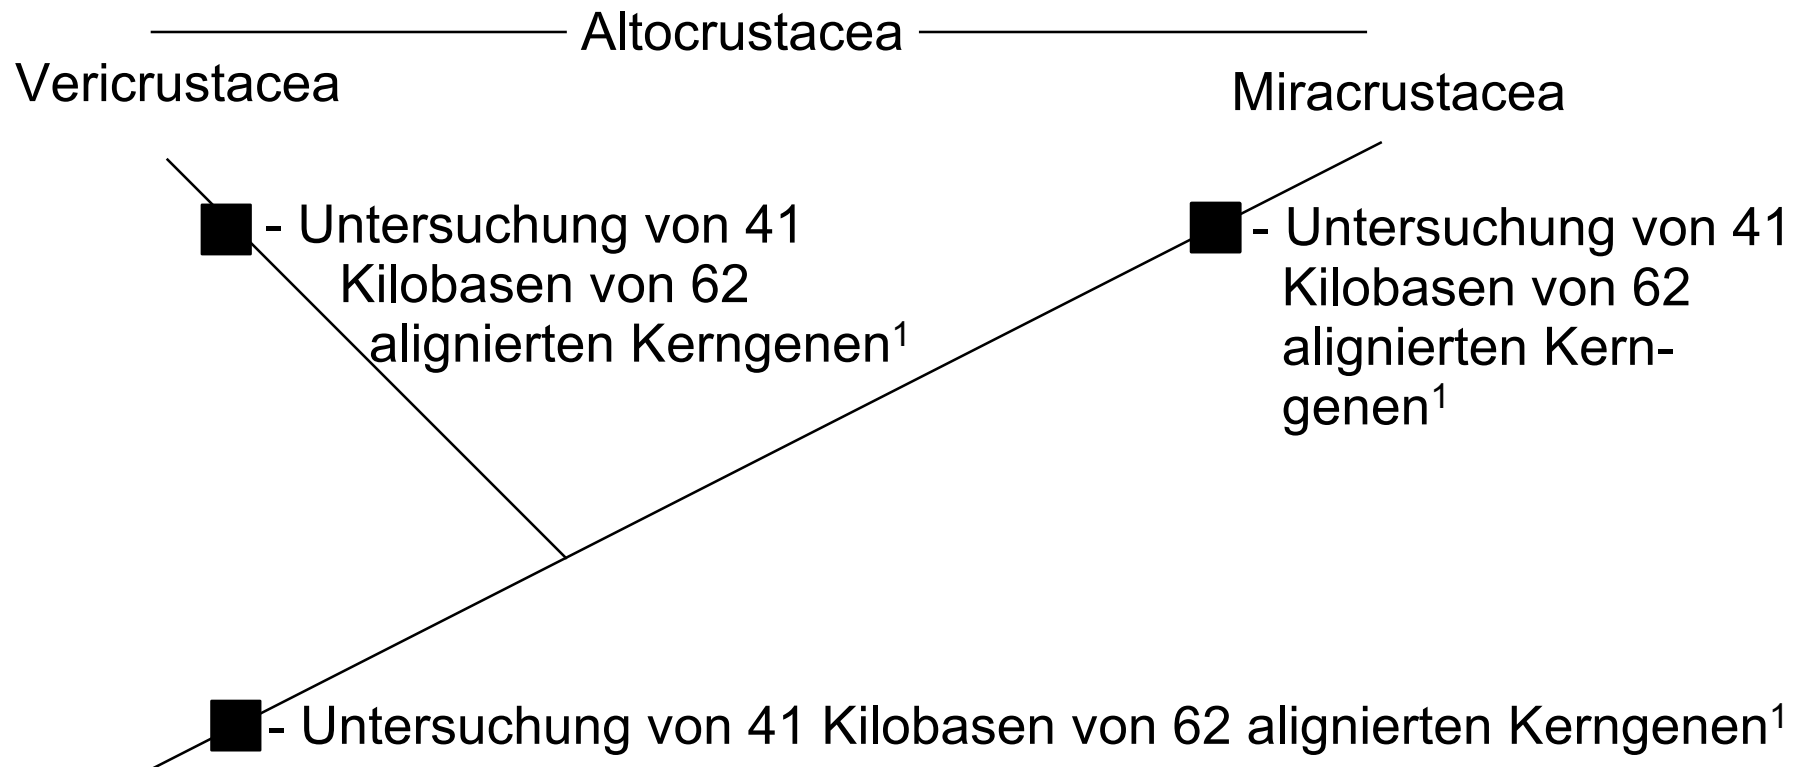 Altocrustacea
Vericrustacea
Miracrustacea
- Untersuchung von 41
Kilobasen von 62
alignierten Kerngenen¹
- Untersuchung von 41
Kilobasen von 62
alignierten Kern-
genen¹
- Untersuchung von 41 Kilobasen von 62 alignierten Kerngenen¹